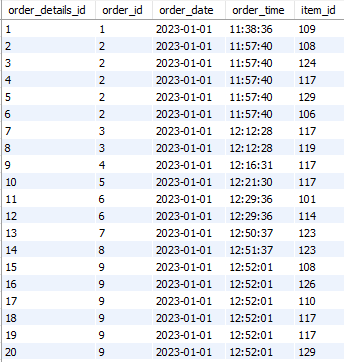 order_details_id order_id order_date order_time item_id
1 1 2023-01-01 11:38:36 109
2 2 2023-01-01 11:57:40 108
3 2 2023-01-01 11:57:40 124
4 2 2023-01-01 11:57:40 117
5 2 2023-01-01 11:57:40 129
6 2 2023-01-01 11:57:40 106
7 3 2023-01-01 12:12:28 117
8 3 2023-01-01 12:12:28 119
9 4 2023-01-01 12:16:31 117
10 5 2023-01-01 12:21:30 117
11 6 2023-01-01 12:29:36 101
12 6 2023-01-01 12:29:36 114
13 7 2023-01-01 12:50:37 123
14 8 2023-01-01 12:51:37 123
15 9 2023-01-01 12:52:01 108
16 9 2023-01-01 12:52:01 126
17 9 2023-01-01 12:52:01 110
18 9 2023-01-01 12:52:01 117
19 9 2023-01-01 12:52:01 117
20 9 2023-01-01 12:52:01 129